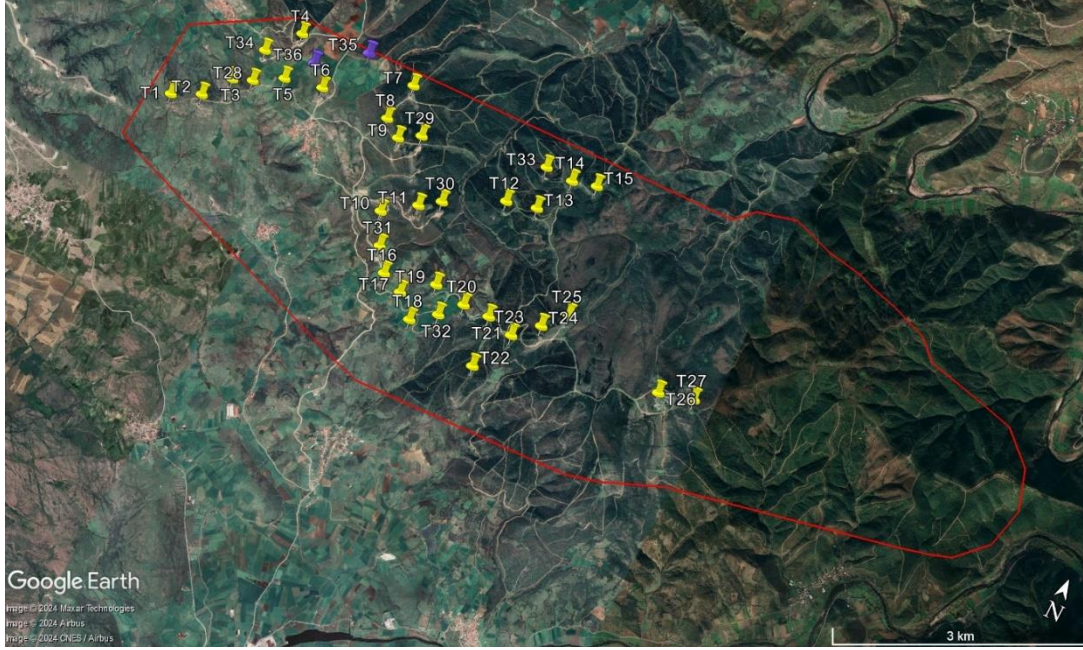 T4
T34
T35
T36
T28
T6
T7
T1
T2
T3
T5
T8
T9
T29
T33
T14
T15
T10
T11
T30
T12
T13
T31
T16
T17
T19
T20
T18
T32
T23
T25
T21
T24
T22
T27
T26
Google Earth
Image © 2024 Maxar Technologies
Image © 2024 Airbus
Image © 2024 CNES / Airbus
N
3 km